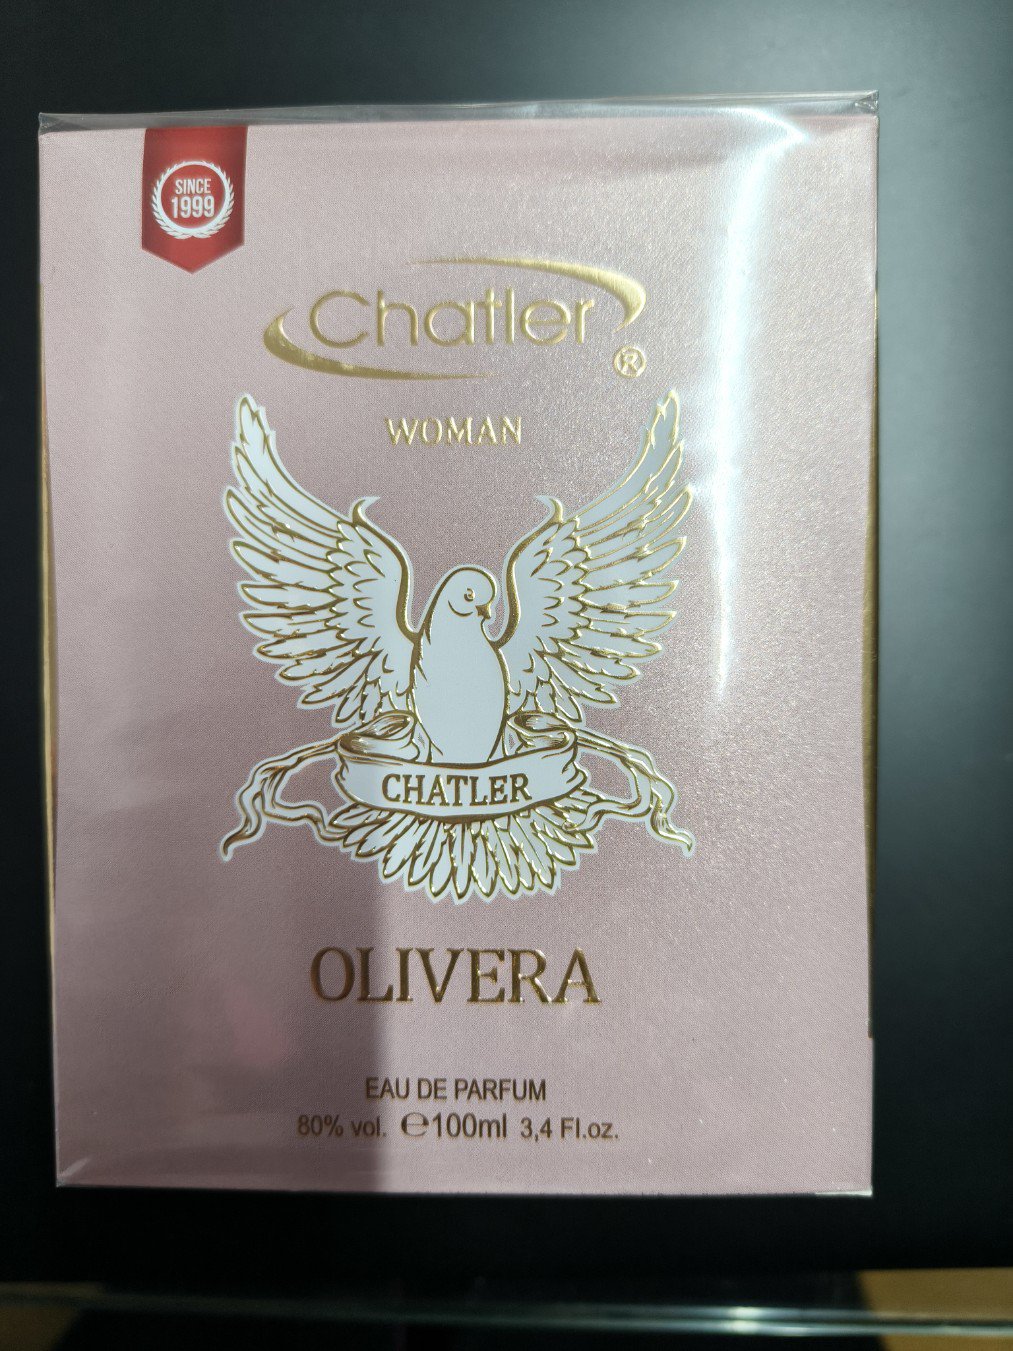 SINCE
1999
Chatler
®
WOMAN
CHATLER
OLIVERA
EAU DE PARFUM
80% vol. ℮100ml 3,4 Fl.oz.